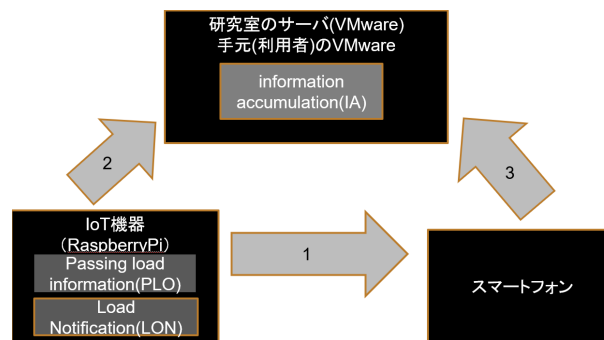 研究室のサーバ(VMware)
手元(利用者)のVMware
information
accumulation(IA)
2
3
IoT機器
（RaspberryPi）
Passing load
information(PLO)
Load
Notification(LON)
1
スマートフォン